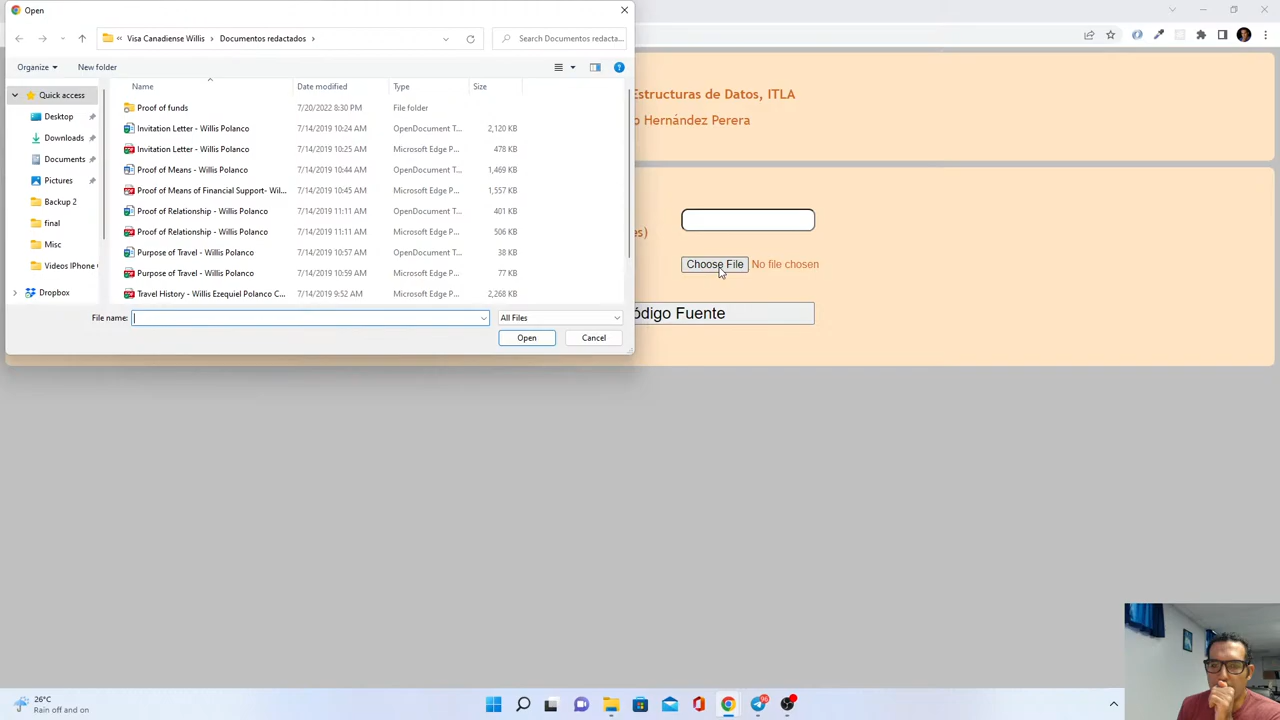 Open
Visa Canadiense Willis
Documentos redactados
Search Documentos redacta...
Organize
New folder
Name
Date modified
Type
Size
Quick access
Desktop
Downloads
Documents
Pictures
Backup 2
final
Misc
Videos IPhone
Dropbox
Proof of funds 7/20/2022 8:30 PM File folder
Invitation Letter - Willis Polanco 7/14/2019 10:24 AM OpenDocument T... 2,120 KB
Invitation Letter - Willis Polanco 7/14/2019 10:25 AM Microsoft Edge P... 478 KB
Proof of Means - Willis Polanco 7/14/2019 10:44 AM OpenDocument T... 1,469 KB
Proof of Means of Financial Support- Wil... 7/14/2019 10:45 AM Microsoft Edge P... 1,557 KB
Proof of Relationship - Willis Polanco 7/14/2019 11:11 AM OpenDocument T... 401 KB
Proof of Relationship - Willis Polanco 7/14/2019 11:11 AM Microsoft Edge P... 506 KB
Purpose of Travel - Willis Polanco 7/14/2019 10:57 AM OpenDocument T... 38 KB
Purpose of Travel - Willis Polanco 7/14/2019 10:59 AM Microsoft Edge P... 77 KB
Travel History - Willis Ezequiel Polanco C... 7/14/2019 9:52 AM Microsoft Edge P... 2,268 KB
File name:
All Files
Open
Cancel
Estructuras de Datos, ITLA
o Hernández Perera
es)
Choose File No file chosen
ódigo Fuente
26°C
Rain off and on